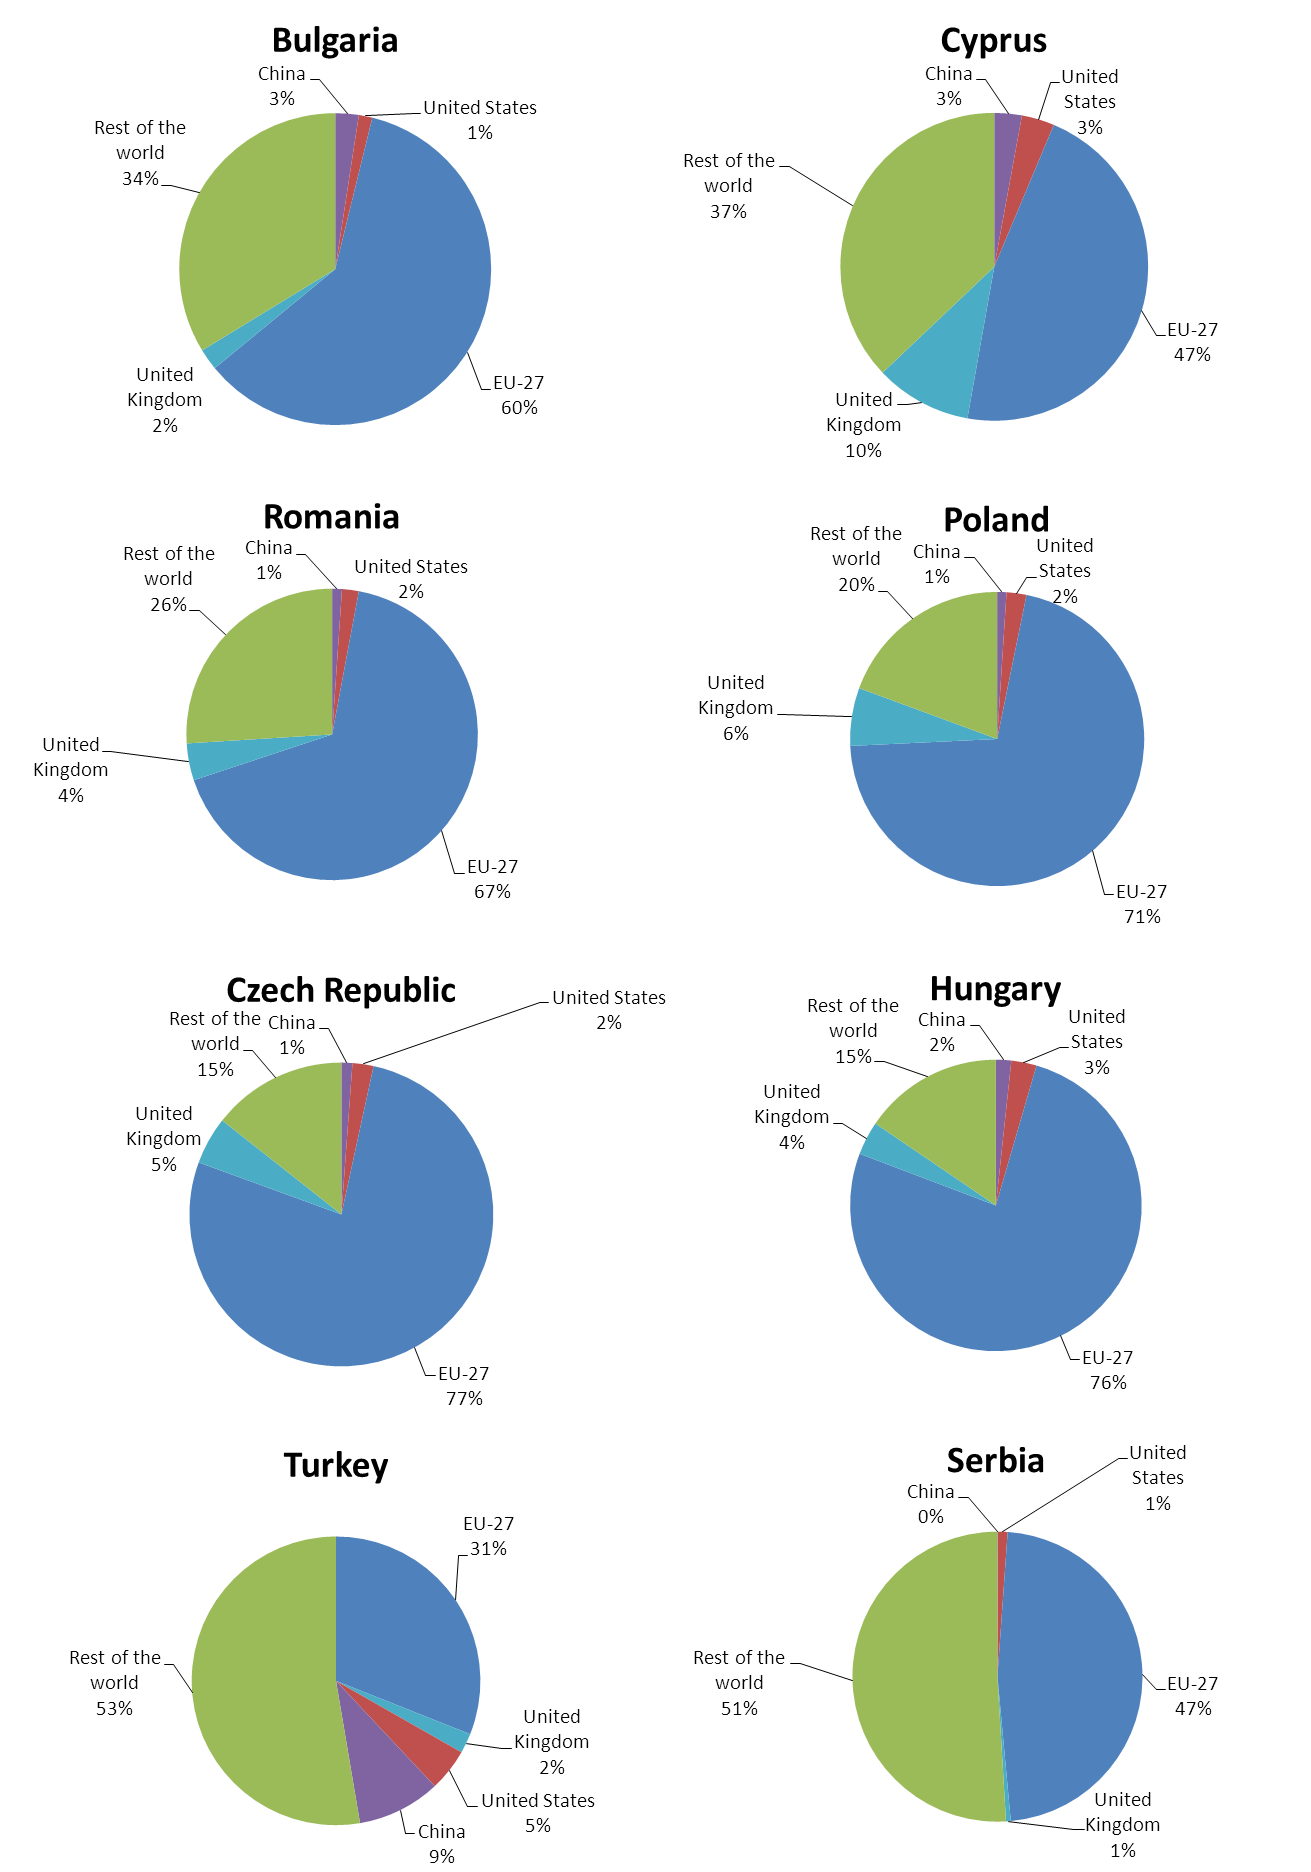 Bulgaria
China
3%
United States
1%
Rest of the
world
34%
United
Kingdom
2%
EU-27
60%
Cyprus
China
3%
United
States
3%
Rest of the
world
37%
EU-27
47%
United
Kingdom
10%
Romania
China
1%
United States
2%
Rest of the
world
26%
United
Kingdom
4%
EU-27
67%
Poland
Rest of the
world
20%
China
1%
United
States
2%
United
Kingdom
6%
EU-27
71%
Czech Republic
United States
2%
Rest of the
world
15%
China
1%
United
Kingdom
5%
EU-27
77%
Hungary
Rest of the
world
15%
China
2%
United
States
3%
United
Kingdom
4%
EU-27
76%
Turkey
EU-27
31%
Rest of the
world
53%
United
Kingdom
2%
United States
5%
China
9%
Serbia
United
States
1%
China
0%
Rest of the
world
51%
EU-27
47%
United
Kingdom
1%